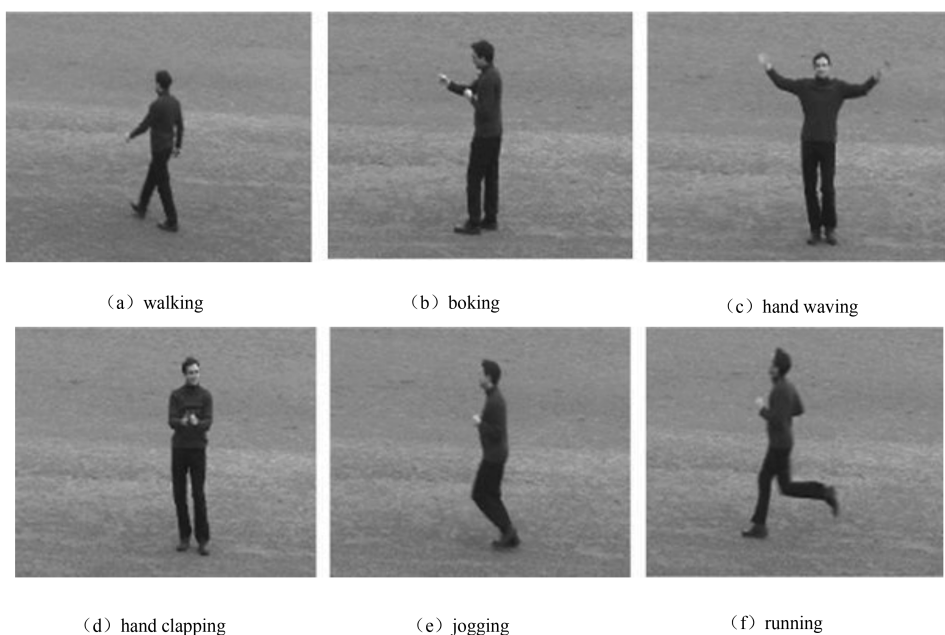 （a）walking
（b）boking
（c）hand waving
（d）hand clapping
（e）jogging
（f）running